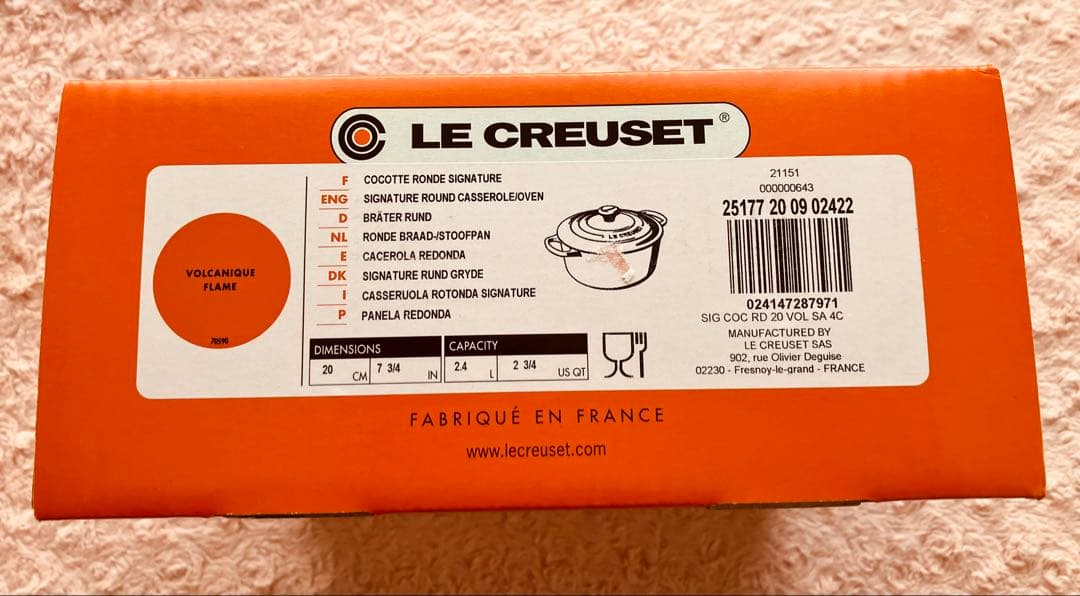 LE CREUSET®
VOLCANIQUE
FLAME
F COCOTTE RONDE SIGNATURE
ENG SIGNATURE ROUND CASSEROLE/OVEN
D BRÄTER RUND
NL RONDE BRAAD-/STOOFPAN
E CACEROLA REDONDA
DK SIGNATURE RUND GRYDE
I CASSERUOLA ROTONDA SIGNATURE
P PANELA REDONDA
DIMENSIONS
20 CM 7 3/4 IN
CAPACITY
2.4 L 2 3/4 US QT
LE CREUSET
21151
000000643
25177 20 09 02422
024147287971
SIG COC RD 20 VOL SA 4C
MANUFACTURED BY
LE CREUSET SAS
902, rue Olivier Deguise
02230 - Fresnoy-le-grand - FRANCE
FABRIQUÉ EN FRANCE
www.lecreuset.com